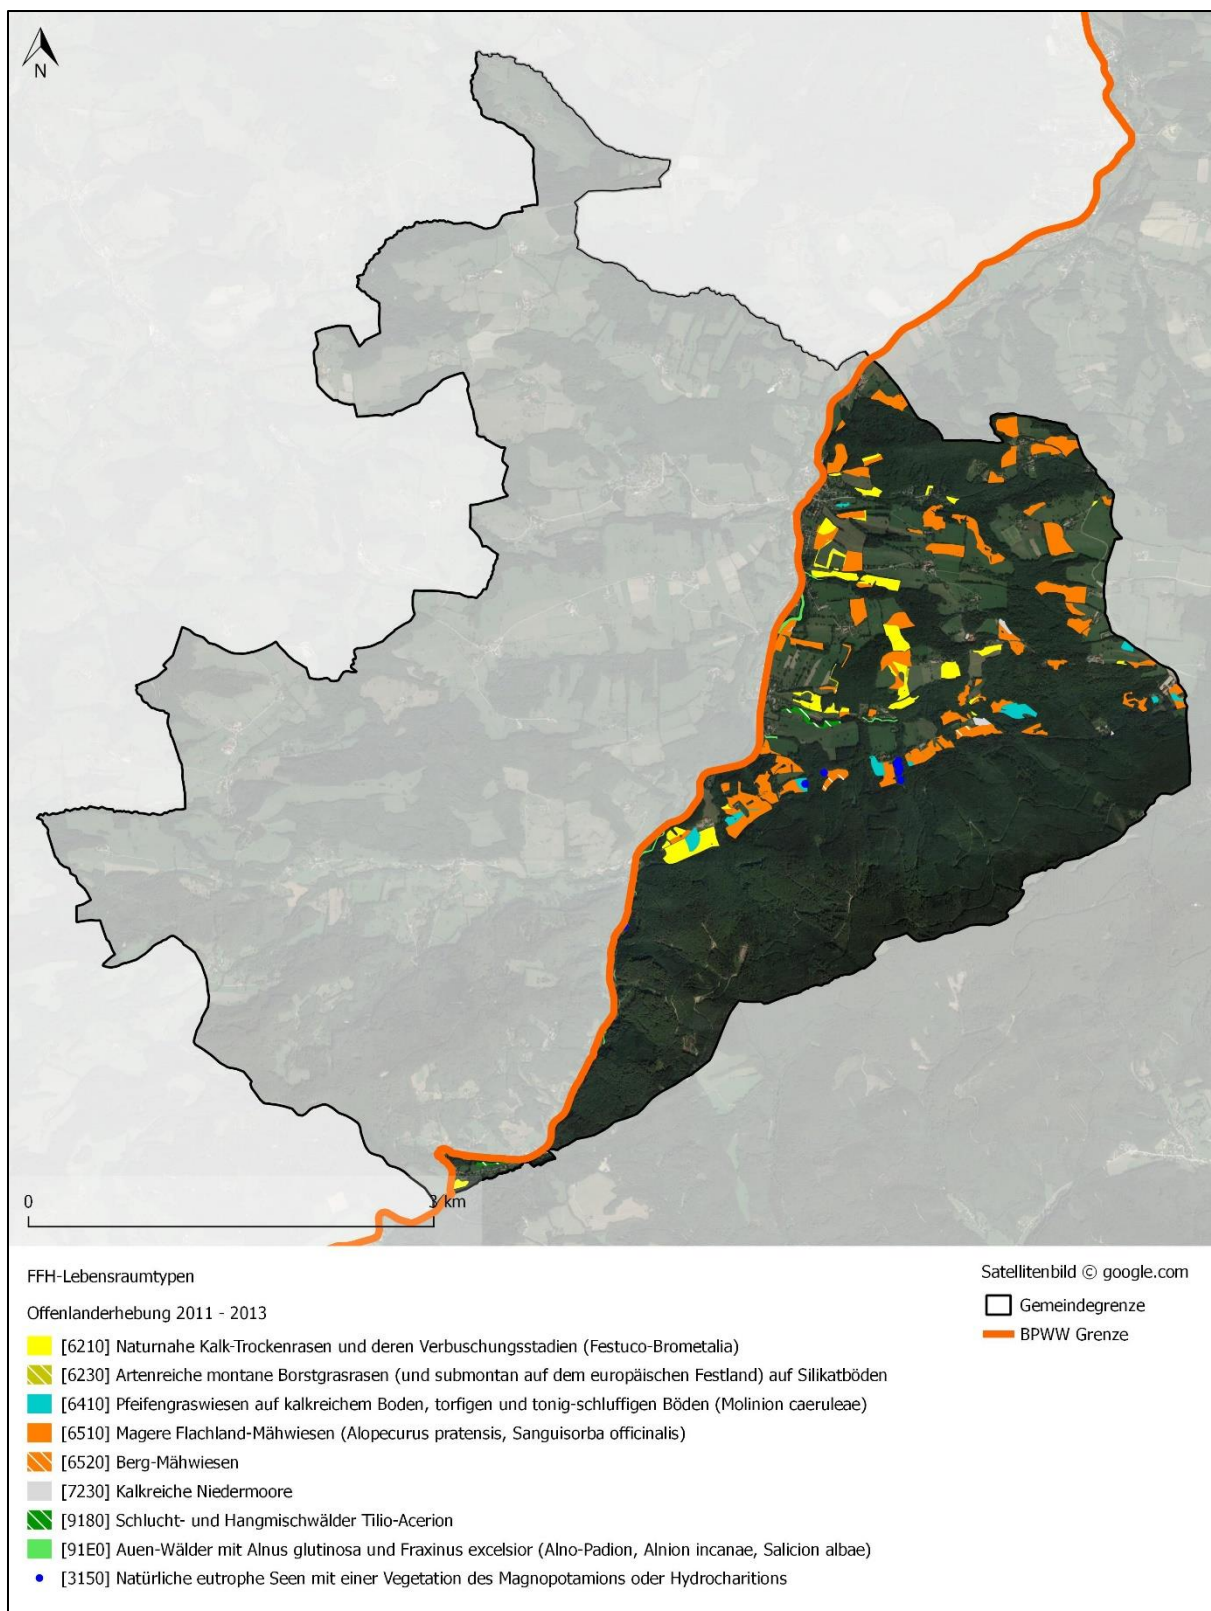 N
0
3 km
FFH-Lebensraumtypen
Offenlanderhebung 2011 - 2013
[6210] Naturnahe Kalk-Trockenrasen und deren Verbuschungsstadien (Festuco-Brometalia)
[6230] Artenreiche montane Borstgrasrasen (und submontan auf dem europäischen Festland) auf Silikatböden
[6410] Pfeifengraswiesen auf kalkreichem Boden, torfigen und tonig-schluffigen Böden (Molinion caeruleae)
[6510] Magere Flachland-Mähwiesen (Alopecurus pratensis, Sanguisorba officinalis)
[6520] Berg-Mähwiesen
[7230] Kalkreiche Niedermoore
[9180] Schlucht- und Hangmischwälder Tilio-Acerion
[91E0] Auen-Wälder mit Alnus glutinosa und Fraxinus excelsior (Alno-Padion, Alnion incanae, Salicion albae)
[3150] Natürliche eutrophe Seen mit einer Vegetation des Magnopotamions oder Hydrocharitions
Satellitenbild © google.com
Gemeindegrenze
BPWW Grenze